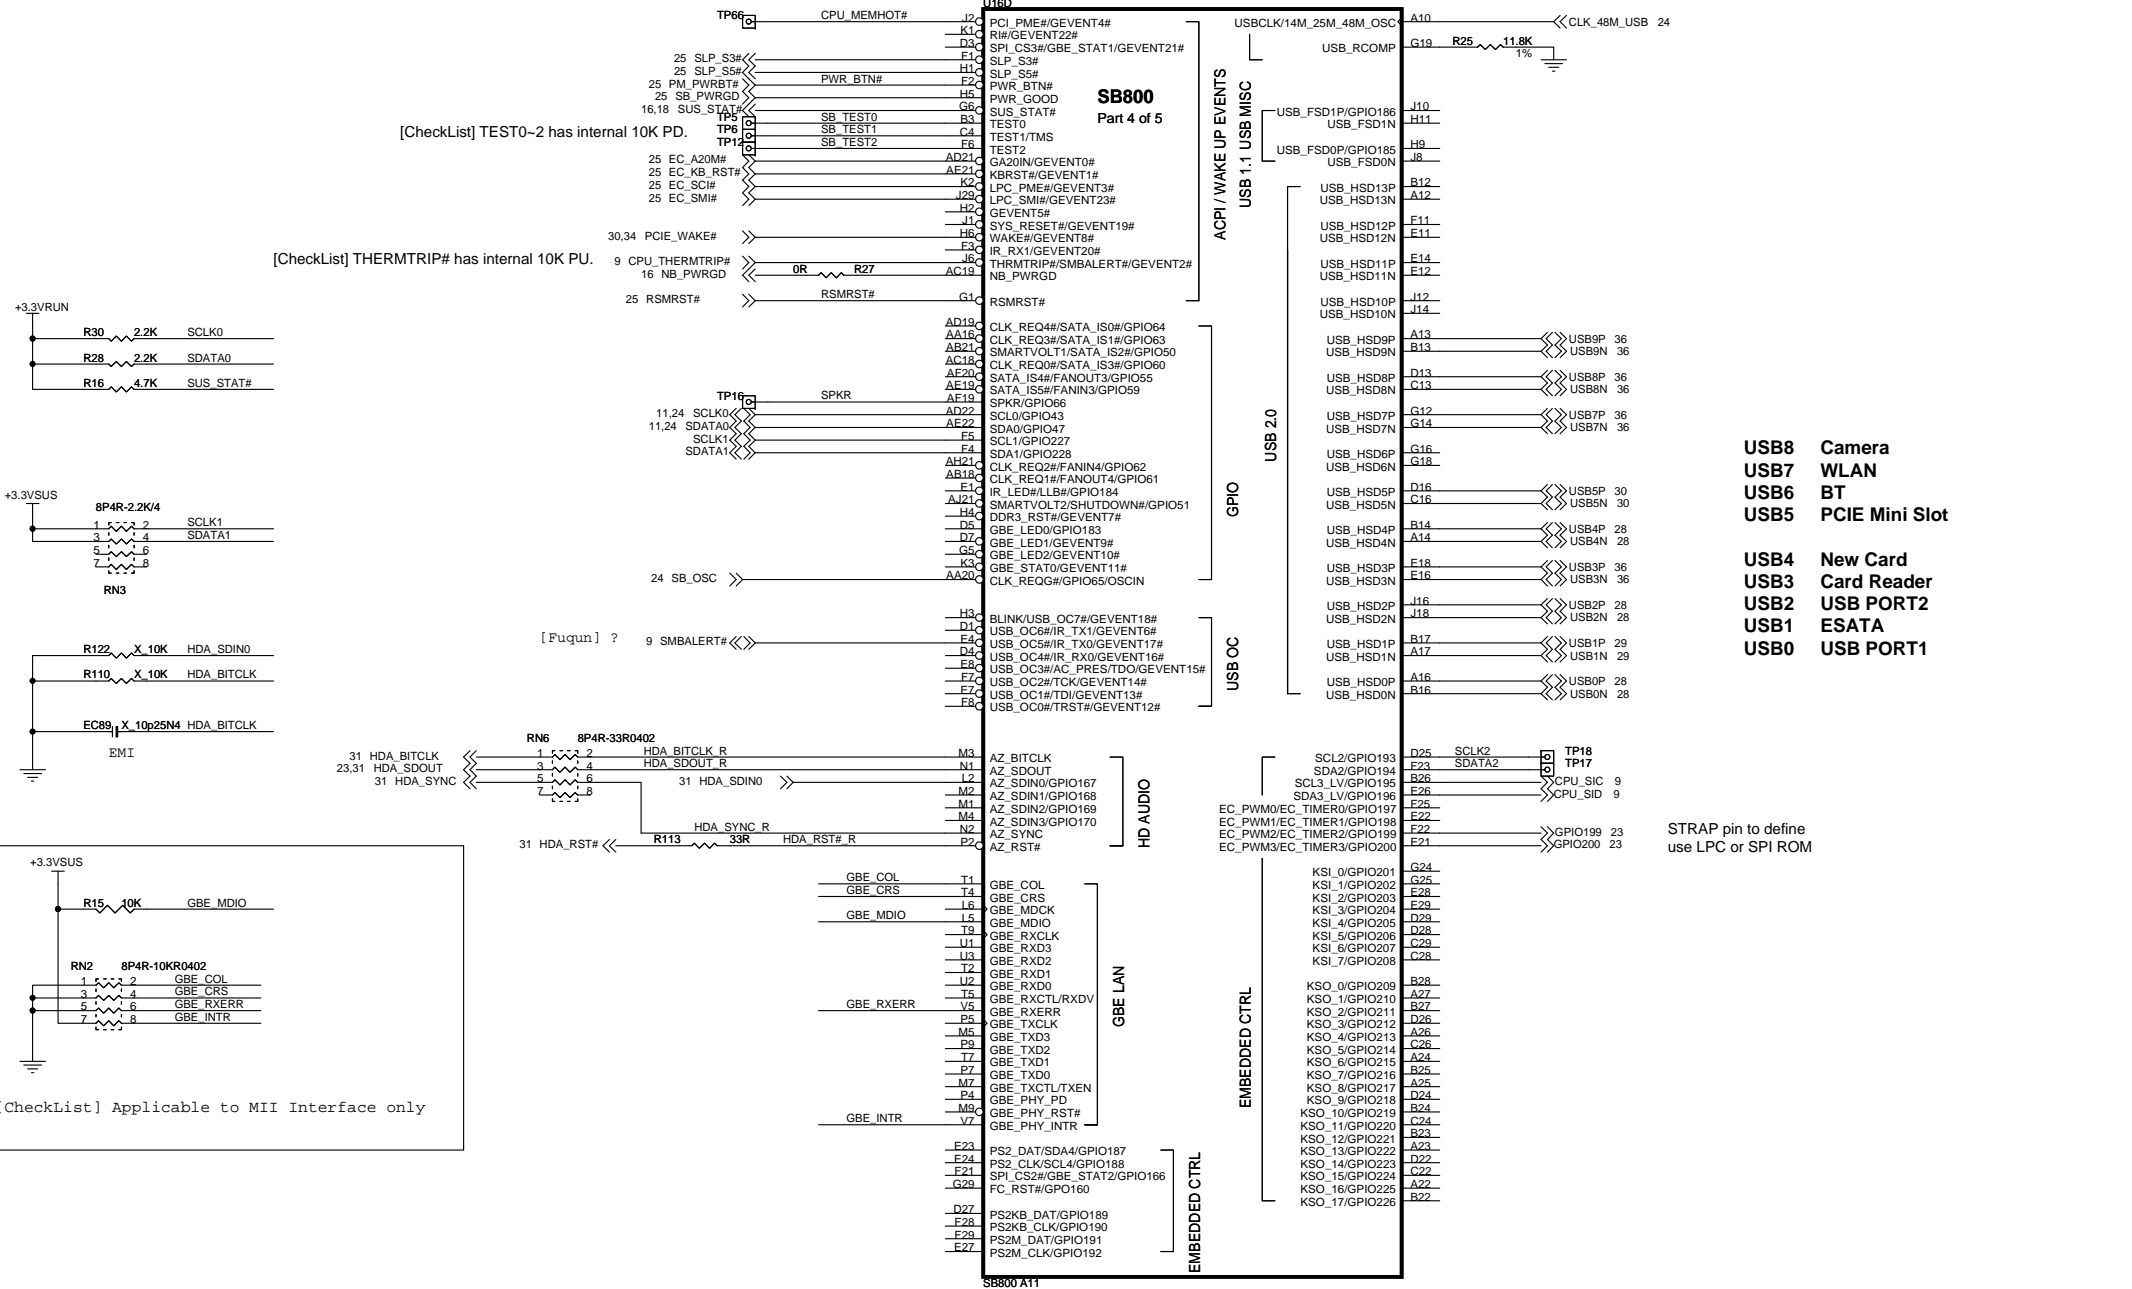 U16D
SB800
Part 4 of 5
TP66 CPU_MEMHOT# J2 PCI_PME#/GEVENT4#
K1 RI#/GEVENT22#
D3 SPI_CS3#/GBE_STAT1/GEVENT21#
25 SLP_S3# F1 SLP_S3#
25 SLP_S5# H1 SLP_S5#
25 PM_PWRBT# PWR_BTN# F2 PWR_BTN#
25 SB_PWRGD H5 PWR_GOOD
16,18 SUS_STAT# G6 SUS_STAT#
TP5 SB_TEST0 B3 TEST0
[CheckList] TEST0~2 has internal 10K PD.
TP6 SB_TEST1 C4 TEST1/TMS
TP12 SB_TEST2 F6 TEST2
25 EC_A20M# AD21 GA20IN/GEVENT0#
25 EC_KB_RST# AE21 KBRST#/GEVENT1#
25 EC_SCI# K2 LPC_PME#/GEVENT3#
25 EC_SMI# J29 LPC_SMI#/GEVENT23#
H2 GEVENT5#
J1 SYS_RESET#/GEVENT19#
30,34 PCIE_WAKE# H6 WAKE#/GEVENT8#
F3 IR_RX1/GEVENT20#
[CheckList] THERMTRIP# has internal 10K PU.
9 CPU_THERMTRIP# J6 THRMTRIP#/SMBALERT#/GEVENT2#
16 NB_PWRGD 0R R27 AC19 NB_PWRGD
25 RSMRST# RSMRST# G1 RSMRST#
ACPI / WAKE UP EVENTS
AD19 CLK_REQ4#/SATA_IS0#/GPIO64
AA16 CLK_REQ3#/SATA_IS1#/GPIO63
AB21 SMARTVOLT1/SATA_IS2#/GPIO50
AC18 CLK_REQ0#/SATA_IS3#/GPIO60
AF20 SATA_IS4#/FANOUT3/GPIO55
AE19 SATA_IS5#/FANIN3/GPIO59
TP16 SPKR AF19 SPKR/GPIO66
11,24 SCLK0 AD22 SCL0/GPIO43
11,24 SDATA0 AE22 SDA0/GPIO47
SCLK1 F5 SCL1/GPIO227
SDATA1 F4 SDA1/GPIO228
AH21 CLK_REQ2#/FANIN4/GPIO62
AB18 CLK_REQ1#/FANOUT4/GPIO61
E1 IR_LED#/LLB#/GPIO184
AJ21 SMARTVOLT2/SHUTDOWN#/GPIO51
H4 DDR3_RST#/GEVENT7#
D5 GBE_LED0/GPIO183
D7 GBE_LED1/GEVENT9#
G5 GBE_LED2/GEVENT10#
K3 GBE_STAT0/GEVENT11#
24 SB_OSC AA20 CLK_REQG#/GPIO65/OSCIN
GPIO
H3 BLINK/USB_OC7#/GEVENT18#
D1 USB_OC6#/IR_TX1/GEVENT6#
[Fuqun] ? 9 SMBALERT# E4 USB_OC5#/IR_TX0/GEVENT17#
D4 USB_OC4#/IR_RX0/GEVENT16#
E8 USB_OC3#/AC_PRES/TDO/GEVENT15#
F7 USB_OC2#/TCK/GEVENT14#
E7 USB_OC1#/TDI/GEVENT13#
F8 USB_OC0#/TRST#/GEVENT12#
USB OC
RN6 8P4R-33R0402
31 HDA_BITCLK 1 2 HDA_BITCLK_R M3 AZ_BITCLK
23,31 HDA_SDOUT 3 4 HDA_SDOUT_R N1 AZ_SDOUT
31 HDA_SYNC 5 6 31 HDA_SDIN0 L2 AZ_SDIN0/GPIO167
7 8 M2 AZ_SDIN1/GPIO168
M1 AZ_SDIN2/GPIO169
M4 AZ_SDIN3/GPIO170
HDA_SYNC_R N2 AZ_SYNC
31 HDA_RST# R113 33R HDA_RST#_R P2 AZ_RST#
HD AUDIO
GBE_COL T1 GBE_COL
GBE_CRS T4 GBE_CRS
L6 GBE_MDCK
GBE_MDIO L5 GBE_MDIO
T9 GBE_RXCLK
U1 GBE_RXD3
U3 GBE_RXD2
T2 GBE_RXD1
U2 GBE_RXD0
T5 GBE_RXCTL/RXDV
GBE_RXERR V5 GBE_RXERR
P5 GBE_TXCLK
M5 GBE_TXD3
P9 GBE_TXD2
T7 GBE_TXD1
P7 GBE_TXD0
M7 GBE_TXCTL/TXEN
P4 GBE_PHY_PD
M9 GBE_PHY_RST#
GBE_INTR V7 GBE_PHY_INTR
GBE LAN
E23 PS2_DAT/SDA4/GPIO187
E24 PS2_CLK/SCL4/GPIO188
F21 SPI_CS2#/GBE_STAT2/GPIO166
G29 FC_RST#/GPO160
D27 PS2KB_DAT/GPIO189
F28 PS2KB_CLK/GPIO190
F29 PS2M_DAT/GPIO191
E27 PS2M_CLK/GPIO192
EMBEDDED CTRL
SB800 A11
+3.3VRUN
R30 2.2K SCLK0
R28 2.2K SDATA0
R16 4.7K SUS_STAT#
+3.3VSUS
8P4R-2.2K/4
1 2 SCLK1
3 4 SDATA1
5 6
7 8
RN3
R122 X_10K HDA_SDIN0
R110 X_10K HDA_BITCLK
EC89 X_10p25N4 HDA_BITCLK
EMI
+3.3VSUS
R15 10K GBE_MDIO
RN2 8P4R-10KR0402
1 2 GBE_COL
3 4 GBE_CRS
5 6 GBE_RXERR
7 8 GBE_INTR
[CheckList] Applicable to MII Interface only
USBCLK/14M_25M_48M_OSC A10 CLK_48M_USB 24
USB_RCOMP G19 R25 11.8K
1%
USB 1.1 USB MISC
USB_FSD1P/GPIO186 J10
USB_FSD1N H11
USB_FSD0P/GPIO185 H9
USB_FSD0N J8
USB_HSD13P B12
USB_HSD13N A12
USB_HSD12P F11
USB_HSD12N E11
USB_HSD11P E14
USB_HSD11N E12
USB_HSD10P J12
USB_HSD10N J14
USB_HSD9P A13 USB9P 36
USB_HSD9N B13 USB9N 36
USB_HSD8P D13 USB8P 36
USB_HSD8N C13 USB8N 36
USB_HSD7P G12 USB7P 36
USB_HSD7N G14 USB7N 36
USB_HSD6P G16
USB_HSD6N G18
USB_HSD5P D16 USB5P 30
USB_HSD5N C16 USB5N 30
USB_HSD4P B14 USB4P 28
USB_HSD4N A14 USB4N 28
USB_HSD3P E18 USB3P 36
USB_HSD3N E16 USB3N 36
USB_HSD2P J16 USB2P 28
USB_HSD2N J18 USB2N 28
USB_HSD1P B17 USB1P 29
USB_HSD1N A17 USB1N 29
USB_HSD0P A16 USB0P 28
USB_HSD0N B16 USB0N 28
USB 2.0
SCL2/GPIO193 D25 SCLK2 TP18
SDA2/GPIO194 F23 SDATA2 TP17
SCL3_LV/GPIO195 B26 CPU_SIC 9
SDA3_LV/GPIO196 E26 CPU_SID 9
EC_PWM0/EC_TIMER0/GPIO197 F25
EC_PWM1/EC_TIMER1/GPIO198 E22
EC_PWM2/EC_TIMER2/GPIO199 F22 GPIO199 23
EC_PWM3/EC_TIMER3/GPIO200 E21 GPIO200 23
STRAP pin to define
use LPC or SPI ROM
KSI_0/GPIO201 G24
KSI_1/GPIO202 G25
KSI_2/GPIO203 E28
KSI_3/GPIO204 E29
KSI_4/GPIO205 D29
KSI_5/GPIO206 D28
KSI_6/GPIO207 C29
KSI_7/GPIO208 C28
KSO_0/GPIO209 B28
KSO_1/GPIO210 A27
KSO_2/GPIO211 B27
KSO_3/GPIO212 D26
KSO_4/GPIO213 A26
KSO_5/GPIO214 C26
KSO_6/GPIO215 A24
KSO_7/GPIO216 B25
KSO_8/GPIO217 A25
KSO_9/GPIO218 D24
KSO_10/GPIO219 B24
KSO_11/GPIO220 C24
KSO_12/GPIO221 B23
KSO_13/GPIO222 A23
KSO_14/GPIO223 D22
KSO_15/GPIO224 C22
KSO_16/GPIO225 A22
KSO_17/GPIO226 B22
EMBEDDED CTRL
USB8 Camera
USB7 WLAN
USB6 BT
USB5 PCIE Mini Slot
USB4 New Card
USB3 Card Reader
USB2 USB PORT2
USB1 ESATA
USB0 USB PORT1